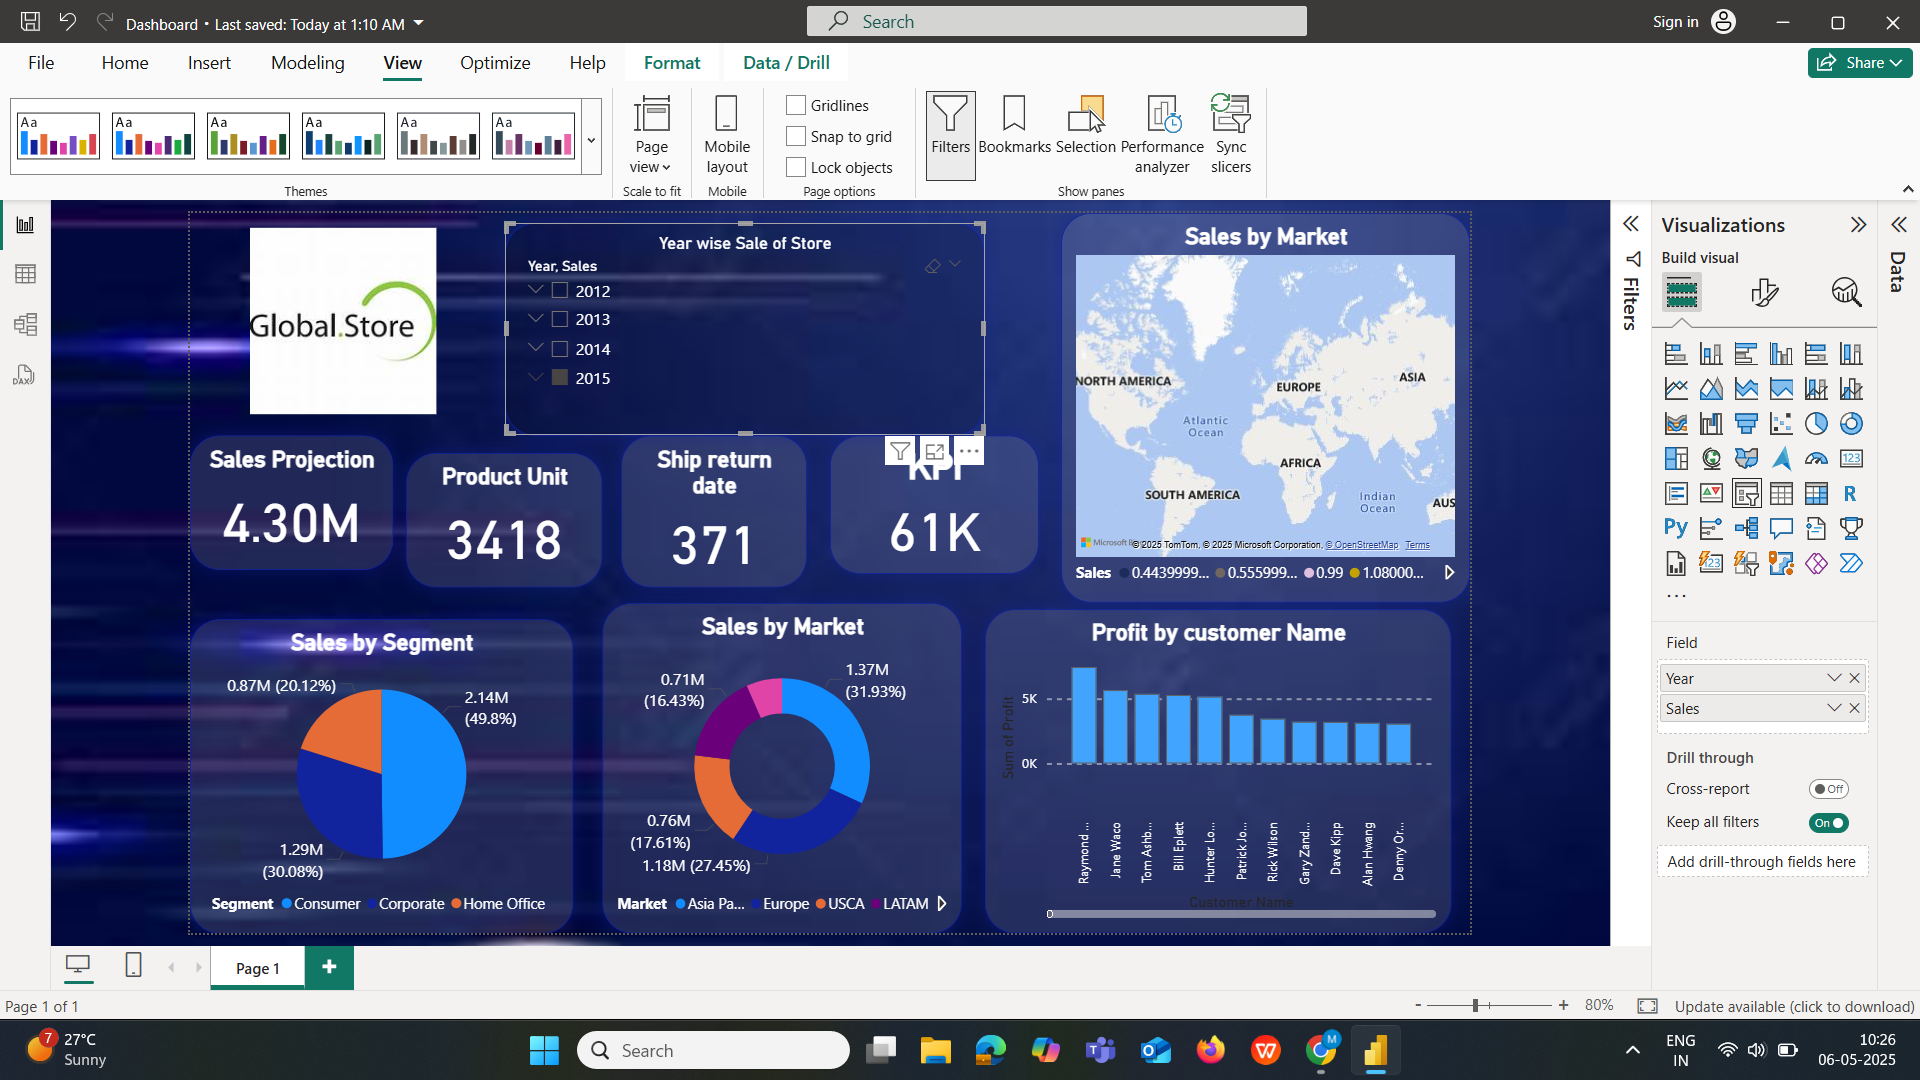 Dashboard • Last saved: Today at 1:10 AM
Search
Sign in
File Home Insert Modeling View Optimize Help Format Data / Drill
Share
Aa Aa Aa Aa Aa Aa
Themes
Page view
Scale to fit
Mobile layout
Mobile
Gridlines
Snap to grid
Lock objects
Page options
Filters
Bookmarks
Selection
Performance analyzer
Sync slicers
Show panes
Global.Store
Year wise Sale of Store
Year, Sales
2012
2013
2014
2015
Sales by Market
NORTH AMERICA
EUROPE
ASIA
Atlantic Ocean
AFRICA
SOUTH AMERICA
Indian Ocean
AUS
© 2025 TomTom, © 2025 Microsoft Corporation, © OpenStreetMap Terms
Sales 0.4439999... 0.555999... 0.99 1.08000...
Sales Projection
4.30M
Product Unit
3418
Ship return date
371
KPI
61K
Sales by Segment
0.87M (20.12%)
2.14M
(49.8%)
1.29M
(30.08%)
Segment Consumer Corporate Home Office
Sales by Market
0.71M
(16.43%)
1.37M
(31.93%)
0.76M
(17.61%)
1.18M (27.45%)
Market Asia Pa... Europe USCA LATAM
Profit by customer Name
Sum of Profit
5K
0K
Raymond ...
Jane Waco
Tom Ashb...
Bill Eplett
Hunter Lo...
Patrick Jo...
Rick Wilson
Gary Zand...
Dave Kipp
Alan Hwang
Denny Or...
Customer Name
Filters
Visualizations
Build visual
123
R
Py
123
...
Field
Year
Sales
Drill through
Cross-report
Off
Keep all filters
On
Add drill-through fields here
Data
DAX
Page 1
Page 1 of 1
- + 80%
Update available (click to download)
7
27°C
Sunny
Search
M
ENG
IN
10:26
06-05-2025